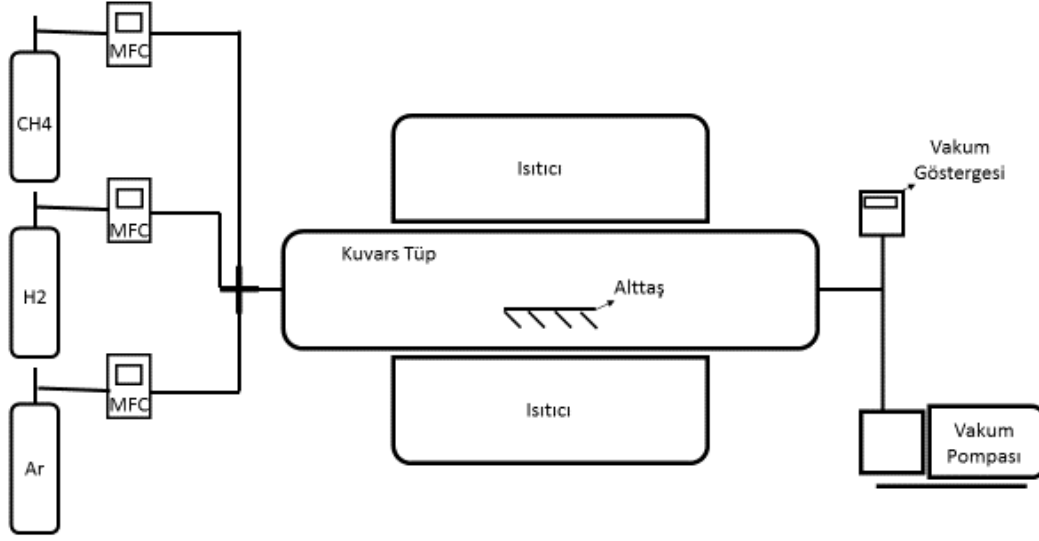 MFC
CH4
Isıtıcı
Vakum
Göstergesi
MFC
Kuvars Tüp
H2
Alttaş
MFC
Isıtıcı
Vakum
Pompası
Ar